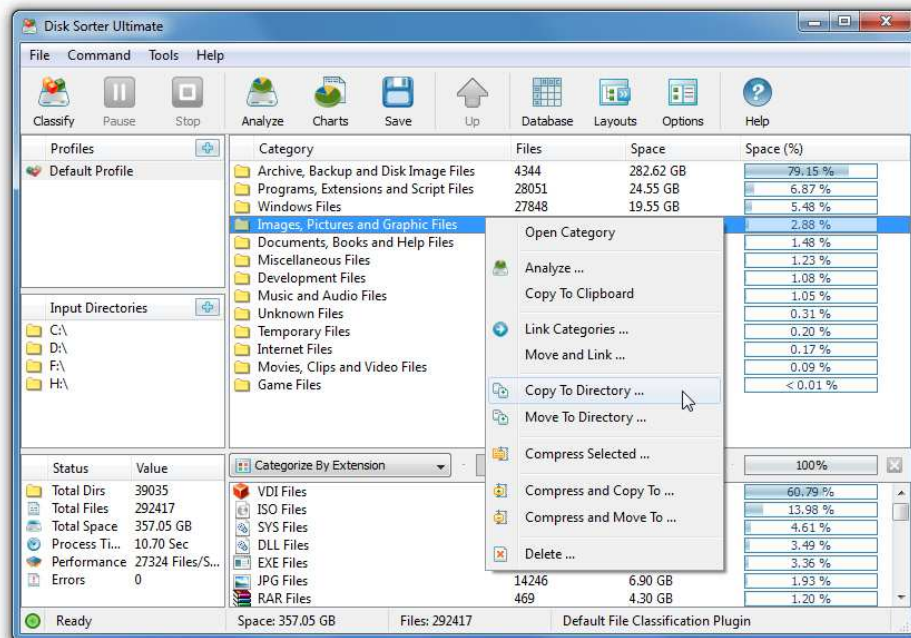 Disk Sorter Ultimate
File Command Tools Help
Classify Pause Stop Analyze Charts Save Up Database Layouts Options Help
Profiles
Default Profile
Input Directories
C:\
D:\
F:\
H:\
Category Files Space Space (%)
Archive, Backup and Disk Image Files 4344 282.62 GB 79.15 %
Programs, Extensions and Script Files 28051 24.55 GB 6.87 %
Windows Files 27848 19.55 GB 5.48 %
Images, Pictures and Graphic Files 2.88 %
Documents, Books and Help Files 1.48 %
Miscellaneous Files 1.23 %
Development Files 1.08 %
Music and Audio Files 1.05 %
Unknown Files 0.31 %
Temporary Files 0.20 %
Internet Files 0.17 %
Movies, Clips and Video Files 0.09 %
Game Files < 0.01 %
Open Category
Analyze ...
Copy To Clipboard
Link Categories ...
Move and Link ...
Copy To Directory ...
Move To Directory ...
Compress Selected ...
Compress and Copy To ...
Compress and Move To ...
Delete ...
Status Value
Total Dirs 39035
Total Files 292417
Total Space 357.05 GB
Process Ti... 10.70 Sec
Performance 27324 Files/S...
Errors 0
Categorize By Extension 100%
VDI Files 60.79 %
ISO Files 13.98 %
SYS Files 4.61 %
DLL Files 3.49 %
EXE Files 3.36 %
JPG Files 14246 6.90 GB 1.93 %
RAR Files 469 4.30 GB 1.20 %
Ready Space: 357.05 GB Files: 292417 Default File Classification Plugin